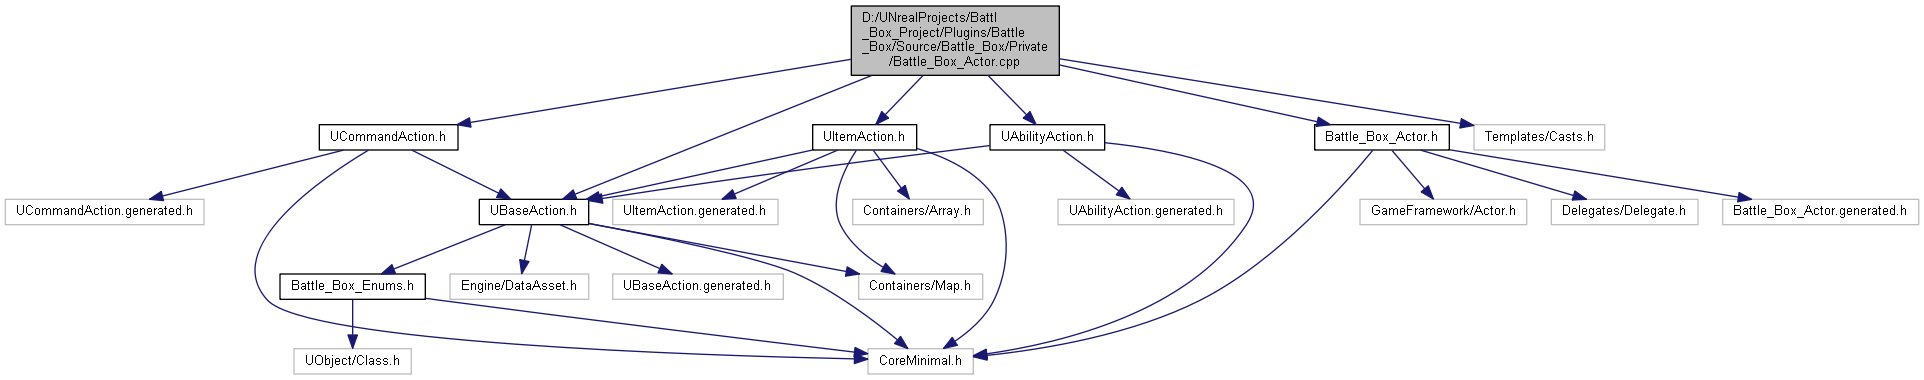 D:/UNrealProjects/Battl
_Box_Project/Plugins/Battle
_Box/Source/Battle_Box/Private
/Battle_Box_Actor.cpp
UCommandAction.h
UItemAction.h
UAbilityAction.h
Battle_Box_Actor.h
Templates/Casts.h
UCommandAction.generated.h
UBaseAction.h
UItemAction.generated.h
Containers/Array.h
UAbilityAction.generated.h
GameFramework/Actor.h
Delegates/Delegate.h
Battle_Box_Actor.generated.h
Battle_Box_Enums.h
Engine/DataAsset.h
UBaseAction.generated.h
Containers/Map.h
UObject/Class.h
CoreMinimal.h